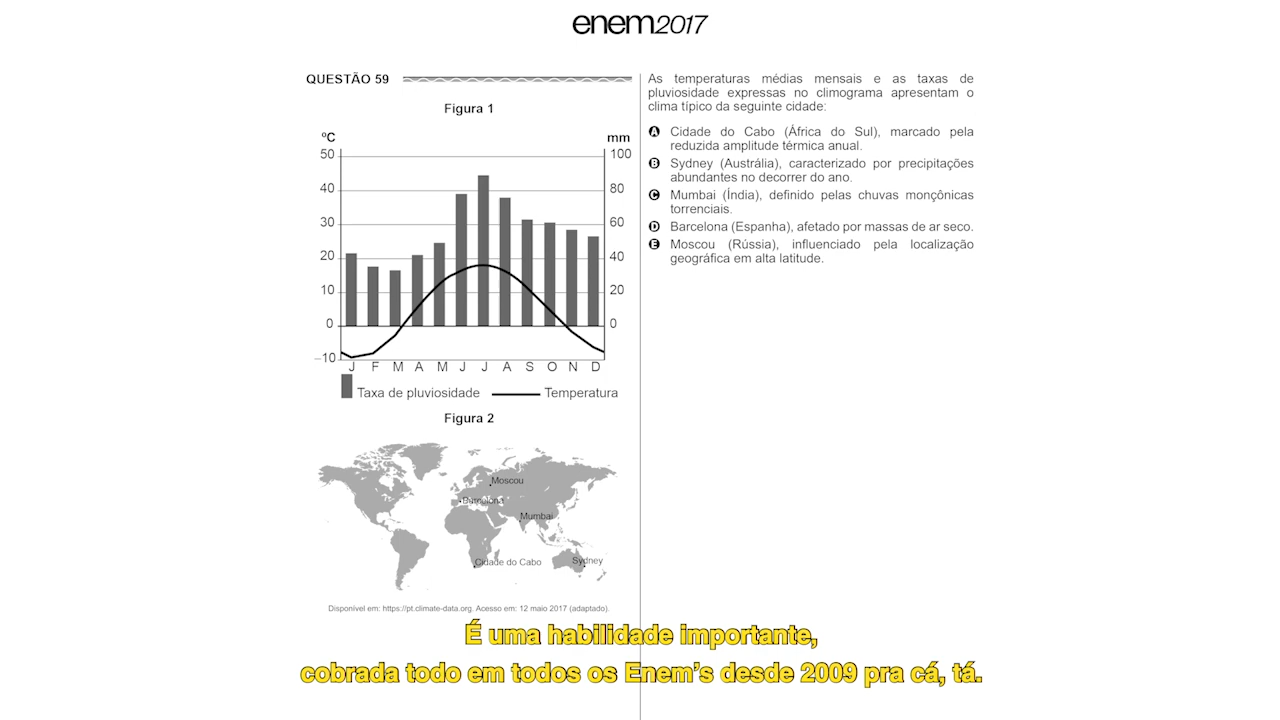 enem2017
QUESTÃO 59
Figura 1
ºC
mm
50
100
40
80
30
60
20
40
10
20
0
0
–10
J F M A M J J A S O N D
Taxa de pluviosidade
Temperatura
Figura 2
Moscou
Barcelona
Mumbai
Cidade do Cabo
Sydney
Disponível em: https://pt.climate-data.org. Acesso em: 12 maio 2017 (adaptado).
As temperaturas médias mensais e as taxas de
pluviosidade expressas no climograma apresentam o
clima típico da seguinte cidade:
A Cidade do Cabo (África do Sul), marcado pela
reduzida amplitude térmica anual.
B Sydney (Austrália), caracterizado por precipitações
abundantes no decorrer do ano.
C Mumbai (Índia), definido pelas chuvas monçônicas
torrenciais.
D Barcelona (Espanha), afetado por massas de ar seco.
E Moscou (Rússia), influenciado pela localização
geográfica em alta latitude.
É uma habilidade importante,
cobrada todo em todos os Enem's desde 2009 pra cá, tá.